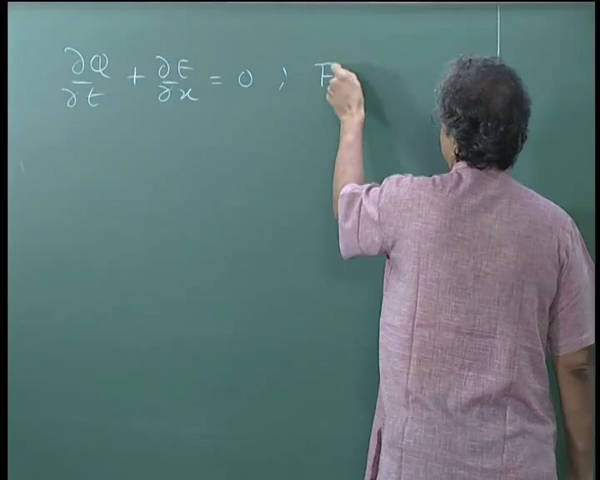 ∂Q/∂t + ∂E/∂x = 0 ;